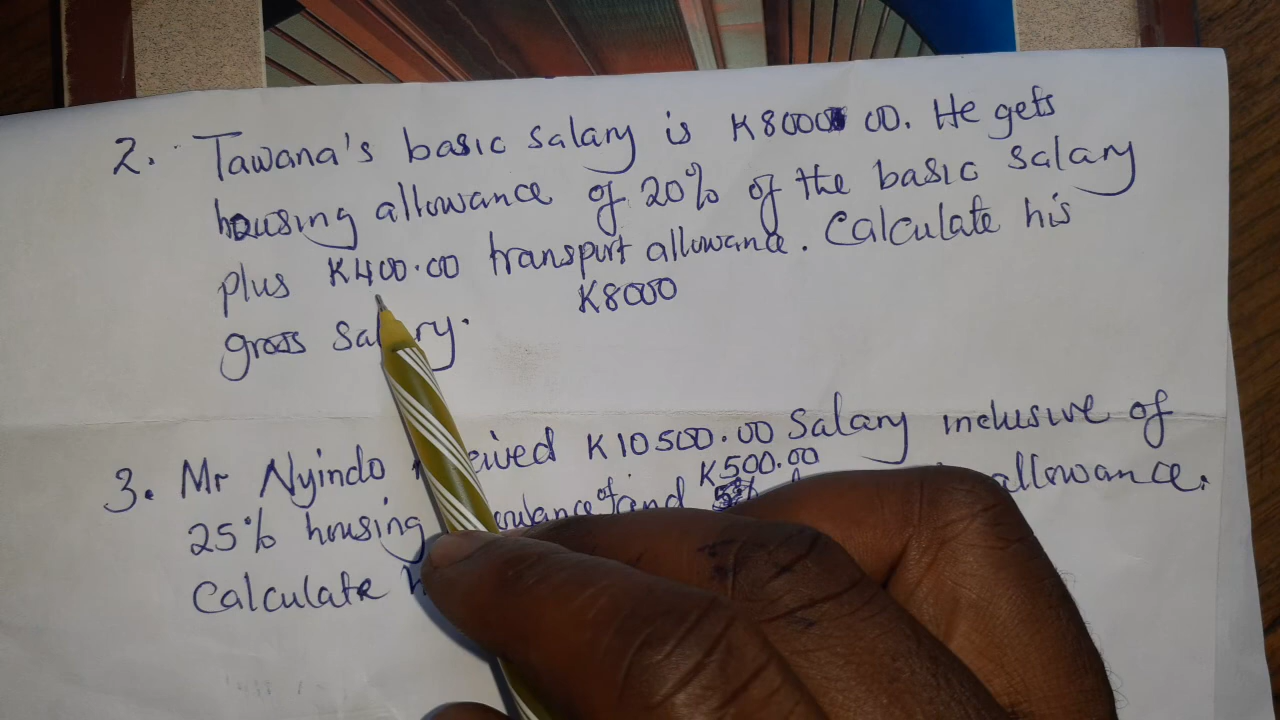 2. Tawana's basic salary is K8000 00. He gets
housing allowance of 20% of the basic salary
plus K400.00 transport allowance. Calculate his
gross salary. K8000
3. Mr Nyindo K10500.00 Salary inclusive of
K500.00
25% housing of and allowance.
Calculate